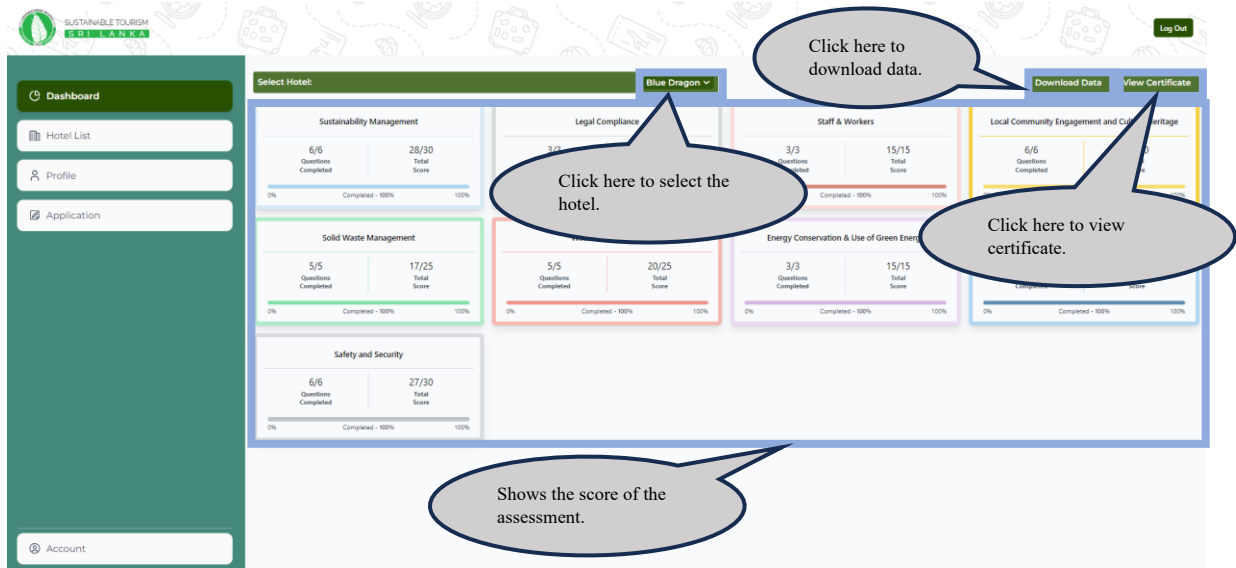 SUSTAINABLE TOURISM
SRI LANKA
Log Out
Click here to
download data.
Dashboard
Hotel List
Profile
Application
Account
Select Hotel:
Blue Dragon
Download Data
View Certificate
Sustainability Management
6/6
Questions
Completed
28/30
Total
Score
0%
Completed - 100%
100%
Legal Compliance
3/3
Click here to select the
hotel.
Staff & Workers
3/3
Questions
Completed
15/15
Total
Score
Completed - 100%
100%
Local Community Engagement and
6/6
Questions
Completed
Click here to view
certificate.
Solid Waste Management
5/5
Questions
Completed
17/25
Total
Score
0%
Completed - 100%
100%
5/5
Questions
Completed
20/25
Total
Score
0%
Completed - 100%
100%
Energy Conservation & Use of Green
3/3
Questions
Completed
15/15
Total
Score
0%
Completed - 100%
100%
Completed
Score
0%
Completed - 100%
100%
Safety and Security
6/6
Questions
Completed
27/30
Total
Score
0%
Completed - 100%
100%
Shows the score of the
assessment.